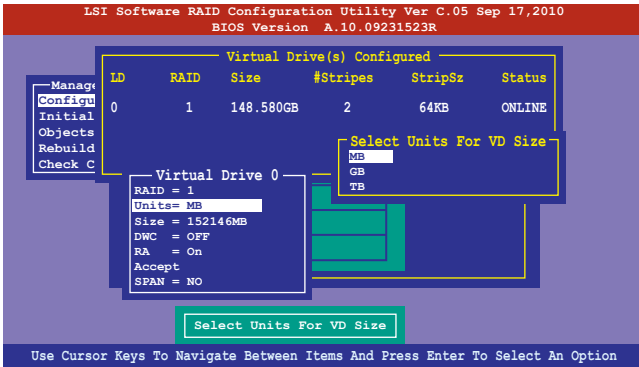 LSI Software RAID Configuration Utility Ver C.05 Sep 17,2010
BIOS Version A.10.09231523R
Virtual Drive(s) Confi
LD RAID Size #Stripes StripSz Status
0 1 148.580GB 2 64KB ONLINE
Manage
Configu
Initial
Objects
Rebuild
Check C
Select Units For VD Size
MB
GB
TB
Virtual Drive 0
RAID = 1
Units= MB
Size = 152146MB
DWC = OFF
RA = On
Accept
SPAN = NO
Select Units For VD Size
Use Cursor Keys To Navigate Between Items And Press Enter To Select An Option